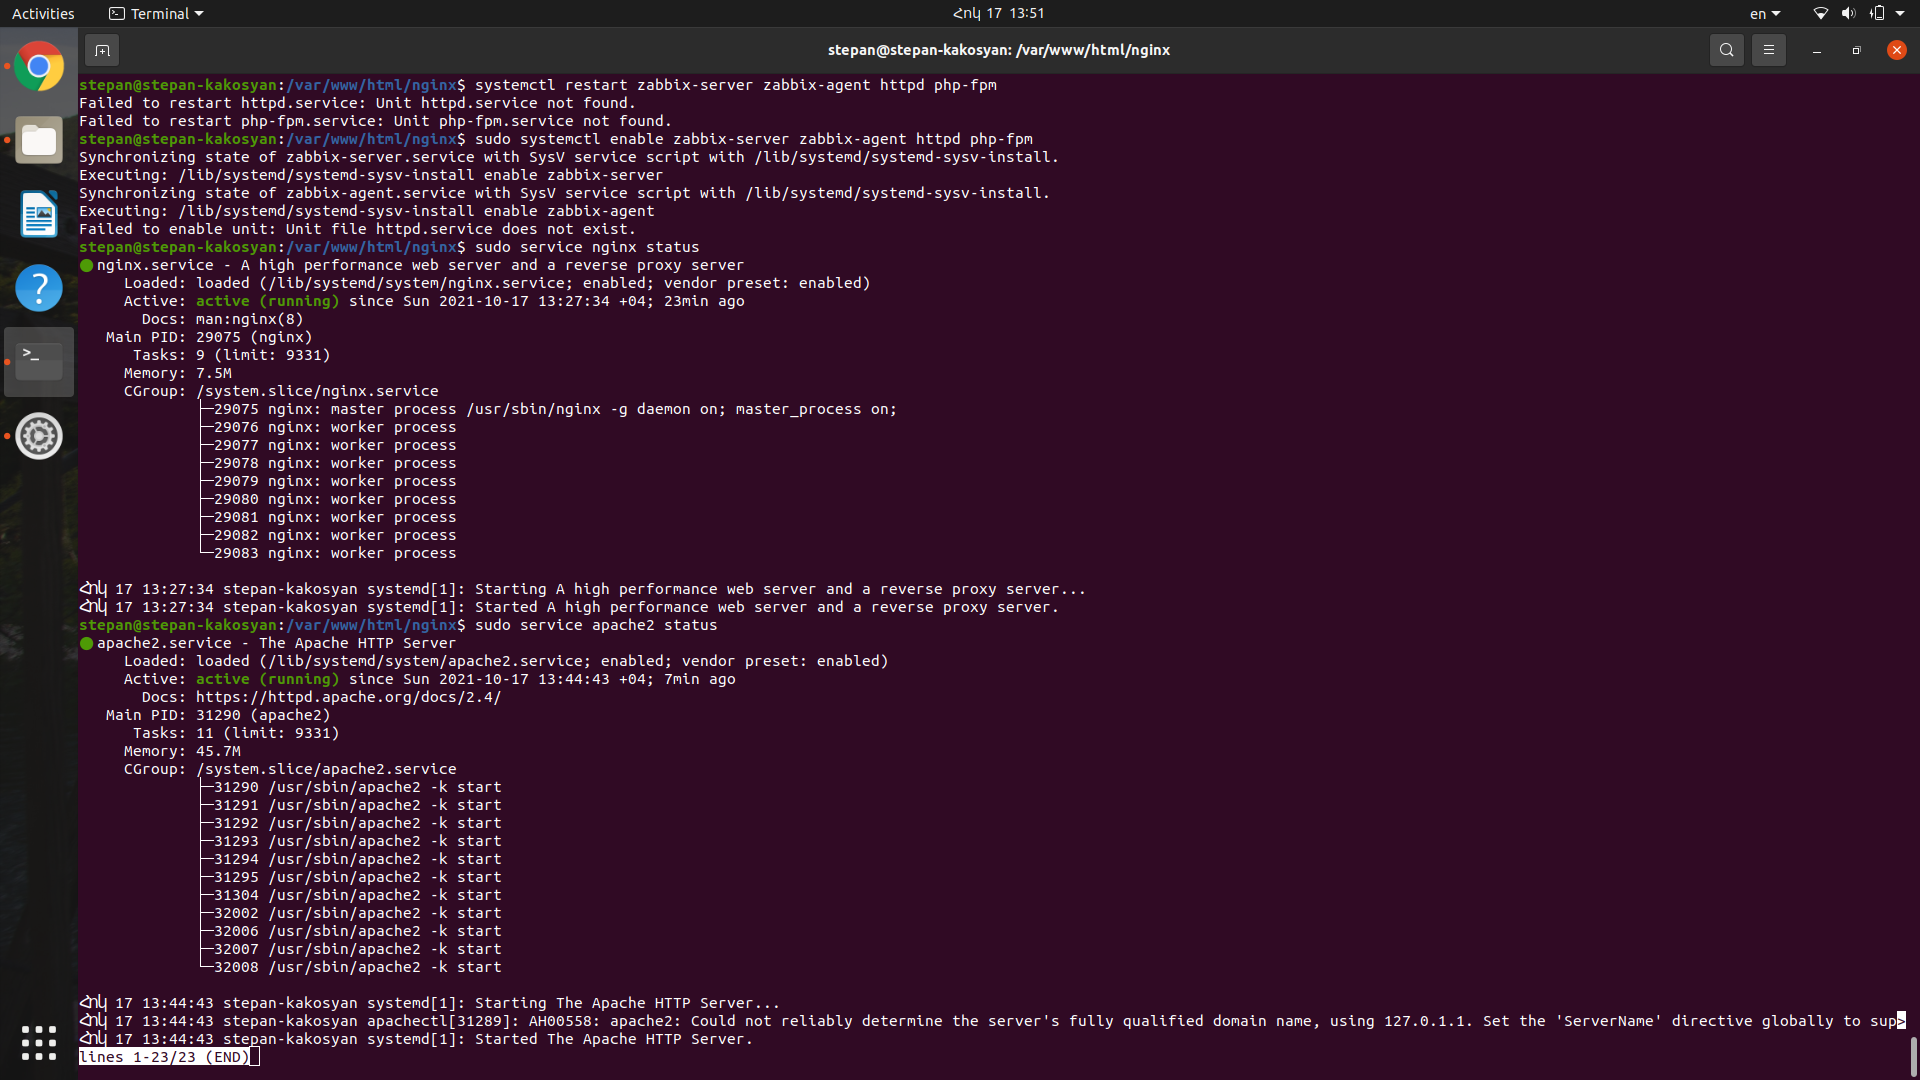 Activities
Terminal
Հոկ 17 13:51
en
stepan@stepan-kakosyan: /var/www/html/nginx
stepan@stepan-kakosyan:/var/www/html/nginx$ systemctl restart zabbix-server zabbix-agent httpd php-fpm
Failed to restart httpd.service: Unit httpd.service not found.
Failed to restart php-fpm.service: Unit php-fpm.service not found.
stepan@stepan-kakosyan:/var/www/html/nginx$ sudo systemctl enable zabbix-server zabbix-agent httpd php-fpm
Synchronizing state of zabbix-server.service with SysV service script with /lib/systemd/systemd-sysv-install.
Executing: /lib/systemd/systemd-sysv-install enable zabbix-server
Synchronizing state of zabbix-agent.service with SysV service script with /lib/systemd/systemd-sysv-install.
Executing: /lib/systemd/systemd-sysv-install enable zabbix-agent
Failed to enable unit: Unit file httpd.service does not exist.
stepan@stepan-kakosyan:/var/www/html/nginx$ sudo service nginx status
● nginx.service - A high performance web server and a reverse proxy server
Loaded: loaded (/lib/systemd/system/nginx.service; enabled; vendor preset: enabled)
Active: active (running) since Sun 2021-10-17 13:27:34 +04; 23min ago
Docs: man:nginx(8)
Main PID: 29075 (nginx)
Tasks: 9 (limit: 9331)
Memory: 7.5M
CGroup: /system.slice/nginx.service
├─29075 nginx: master process /usr/sbin/nginx -g daemon on; master_process on;
├─29076 nginx: worker process
├─29077 nginx: worker process
├─29078 nginx: worker process
├─29079 nginx: worker process
├─29080 nginx: worker process
├─29081 nginx: worker process
├─29082 nginx: worker process
└─29083 nginx: worker process
Հոկ 17 13:27:34 stepan-kakosyan systemd[1]: Starting A high performance web server and a reverse proxy server...
Հոկ 17 13:27:34 stepan-kakosyan systemd[1]: Started A high performance web server and a reverse proxy server.
stepan@stepan-kakosyan:/var/www/html/nginx$ sudo service apache2 status
● apache2.service - The Apache HTTP Server
Loaded: loaded (/lib/systemd/system/apache2.service; enabled; vendor preset: enabled)
Active: active (running) since Sun 2021-10-17 13:44:43 +04; 7min ago
Docs: https://httpd.apache.org/docs/2.4/
Main PID: 31290 (apache2)
Tasks: 11 (limit: 9331)
Memory: 45.7M
CGroup: /system.slice/apache2.service
├─31290 /usr/sbin/apache2 -k start
├─31291 /usr/sbin/apache2 -k start
├─31292 /usr/sbin/apache2 -k start
├─31293 /usr/sbin/apache2 -k start
├─31294 /usr/sbin/apache2 -k start
├─31295 /usr/sbin/apache2 -k start
├─31304 /usr/sbin/apache2 -k start
├─32002 /usr/sbin/apache2 -k start
├─32006 /usr/sbin/apache2 -k start
├─32007 /usr/sbin/apache2 -k start
└─32008 /usr/sbin/apache2 -k start
Հոկ 17 13:44:43 stepan-kakosyan systemd[1]: Starting The Apache HTTP Server...
Հոկ 17 13:44:43 stepan-kakosyan apachectl[31289]: AH00558: apache2: Could not reliably determine the server's fully qualified domain name, using 127.0.1.1. Set the 'ServerName' directive globally to sup>
Հոկ 17 13:44:43 stepan-kakosyan systemd[1]: Started The Apache HTTP Server.
lines 1-23/23 (END)